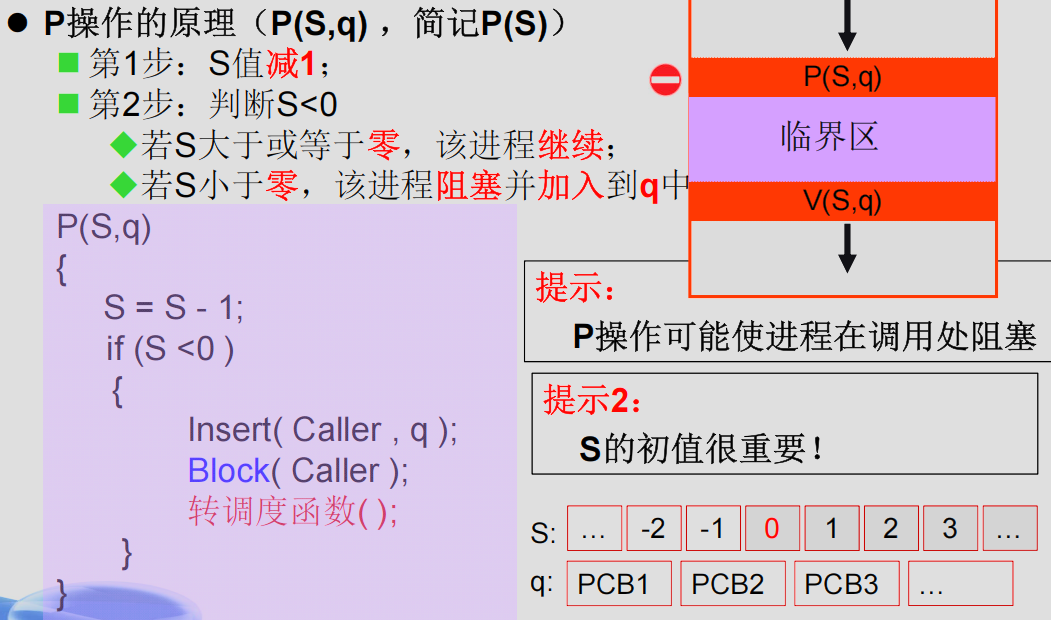 ● P操作的原理（P(S,q) ，简记P(S)）
第1步：S值减1；
第2步：判断S<0
若S大于或等于零，该进程继续；
若S小于零，该进程阻塞并加入到q中
P(S,q)
{
S = S - 1;
if (S <0 )
{
Insert( Caller , q );
Block( Caller );
转调度函数( );
}
}
P(S,q)
临界区
V(S,q)
提示：
P操作可能使进程在调用处阻塞
提示2：
S的初值很重要！
S: … -2 -1 0 1 2 3 …
q: PCB1 PCB2 PCB3 …